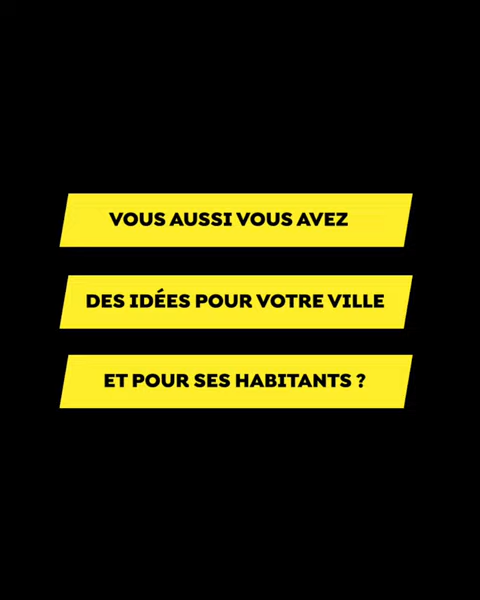 VOUS AUSSI VOUS AVEZ
DES IDÉES POUR VOTRE VILLE
ET POUR SES HABITANTS ?